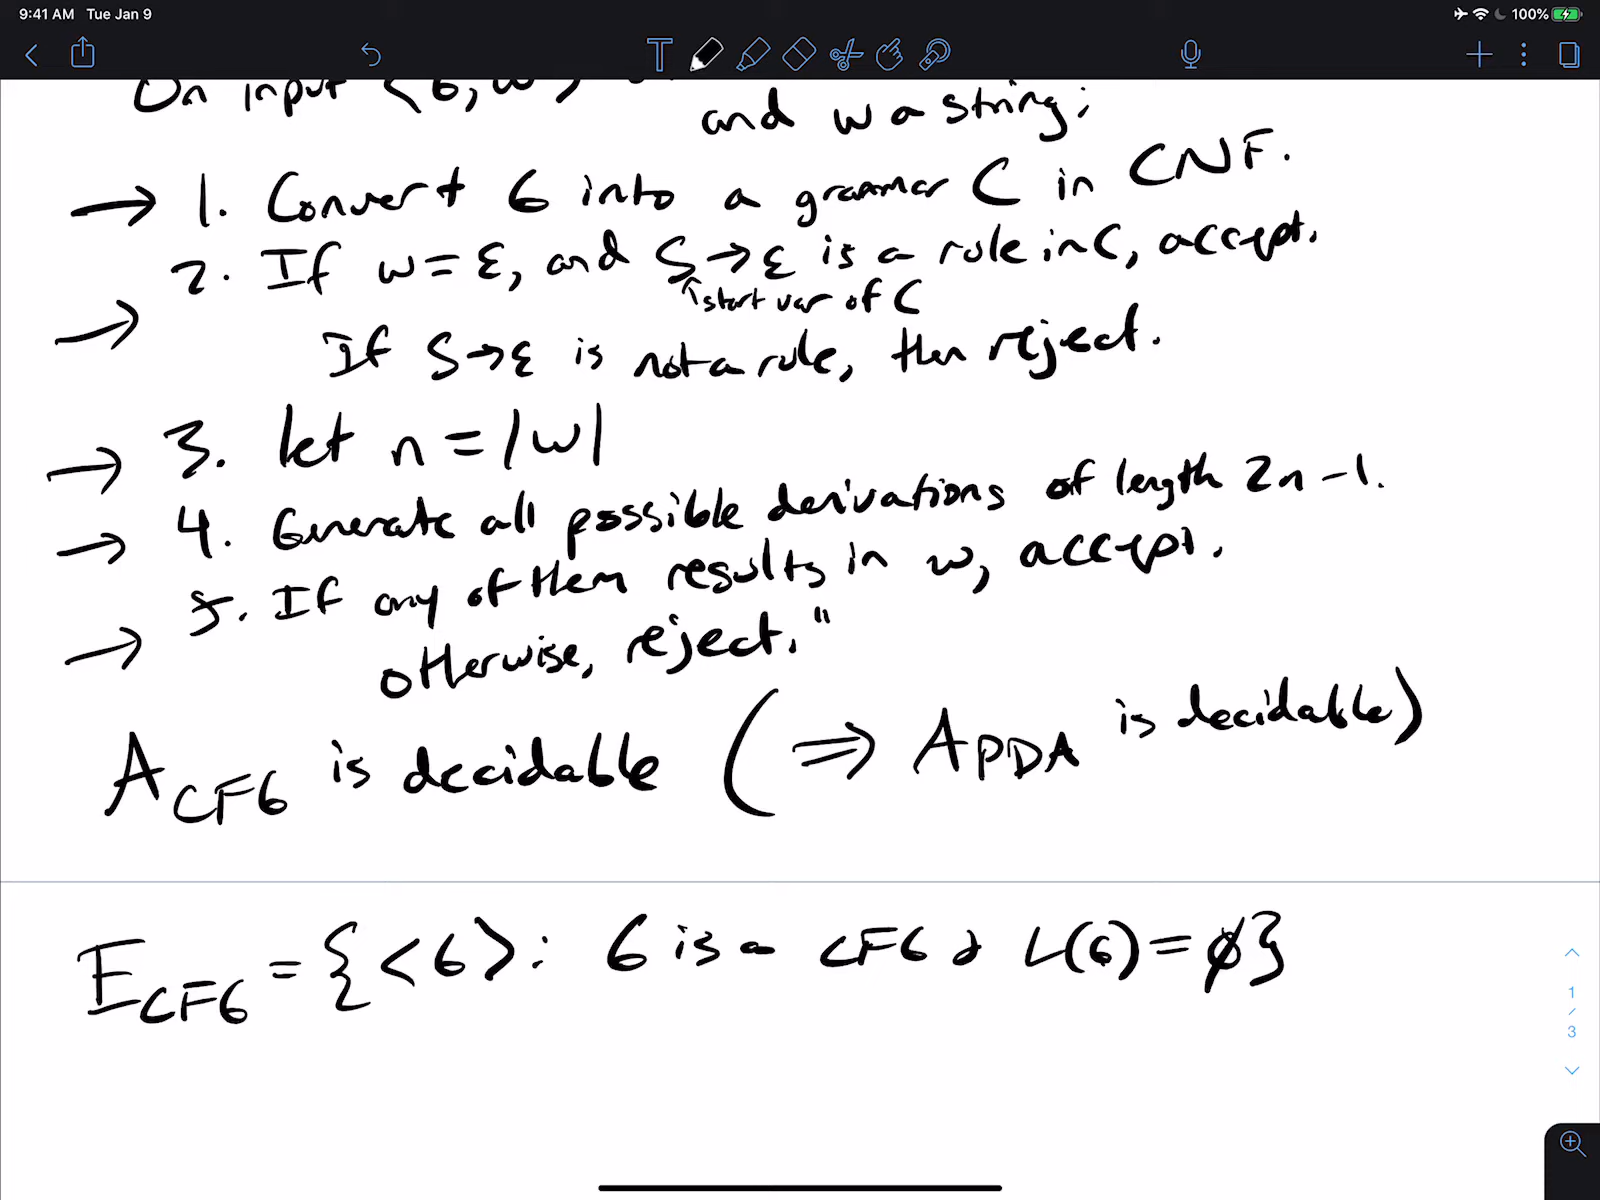 9:41 AM Tue Jan 9 100%
T
On input <G, w>
and w a string:
→ 1. Convert G into a grammar C in CNF.
→ 2. If w = ε, and S → ε is a rule in C, accept.
↑ start var of C
If S → ε is not a rule, then reject.
→ 3. let n = |w|
→ 4. Generate all possible derivations of length 2n - 1.
→ 5. If any of them results in w, accept.
otherwise, reject."
A_CFG is decidable (⇒ A_PDA is decidable)
E_CFG = {<G>: G is a CFG & L(G) = ∅}
1
/
3